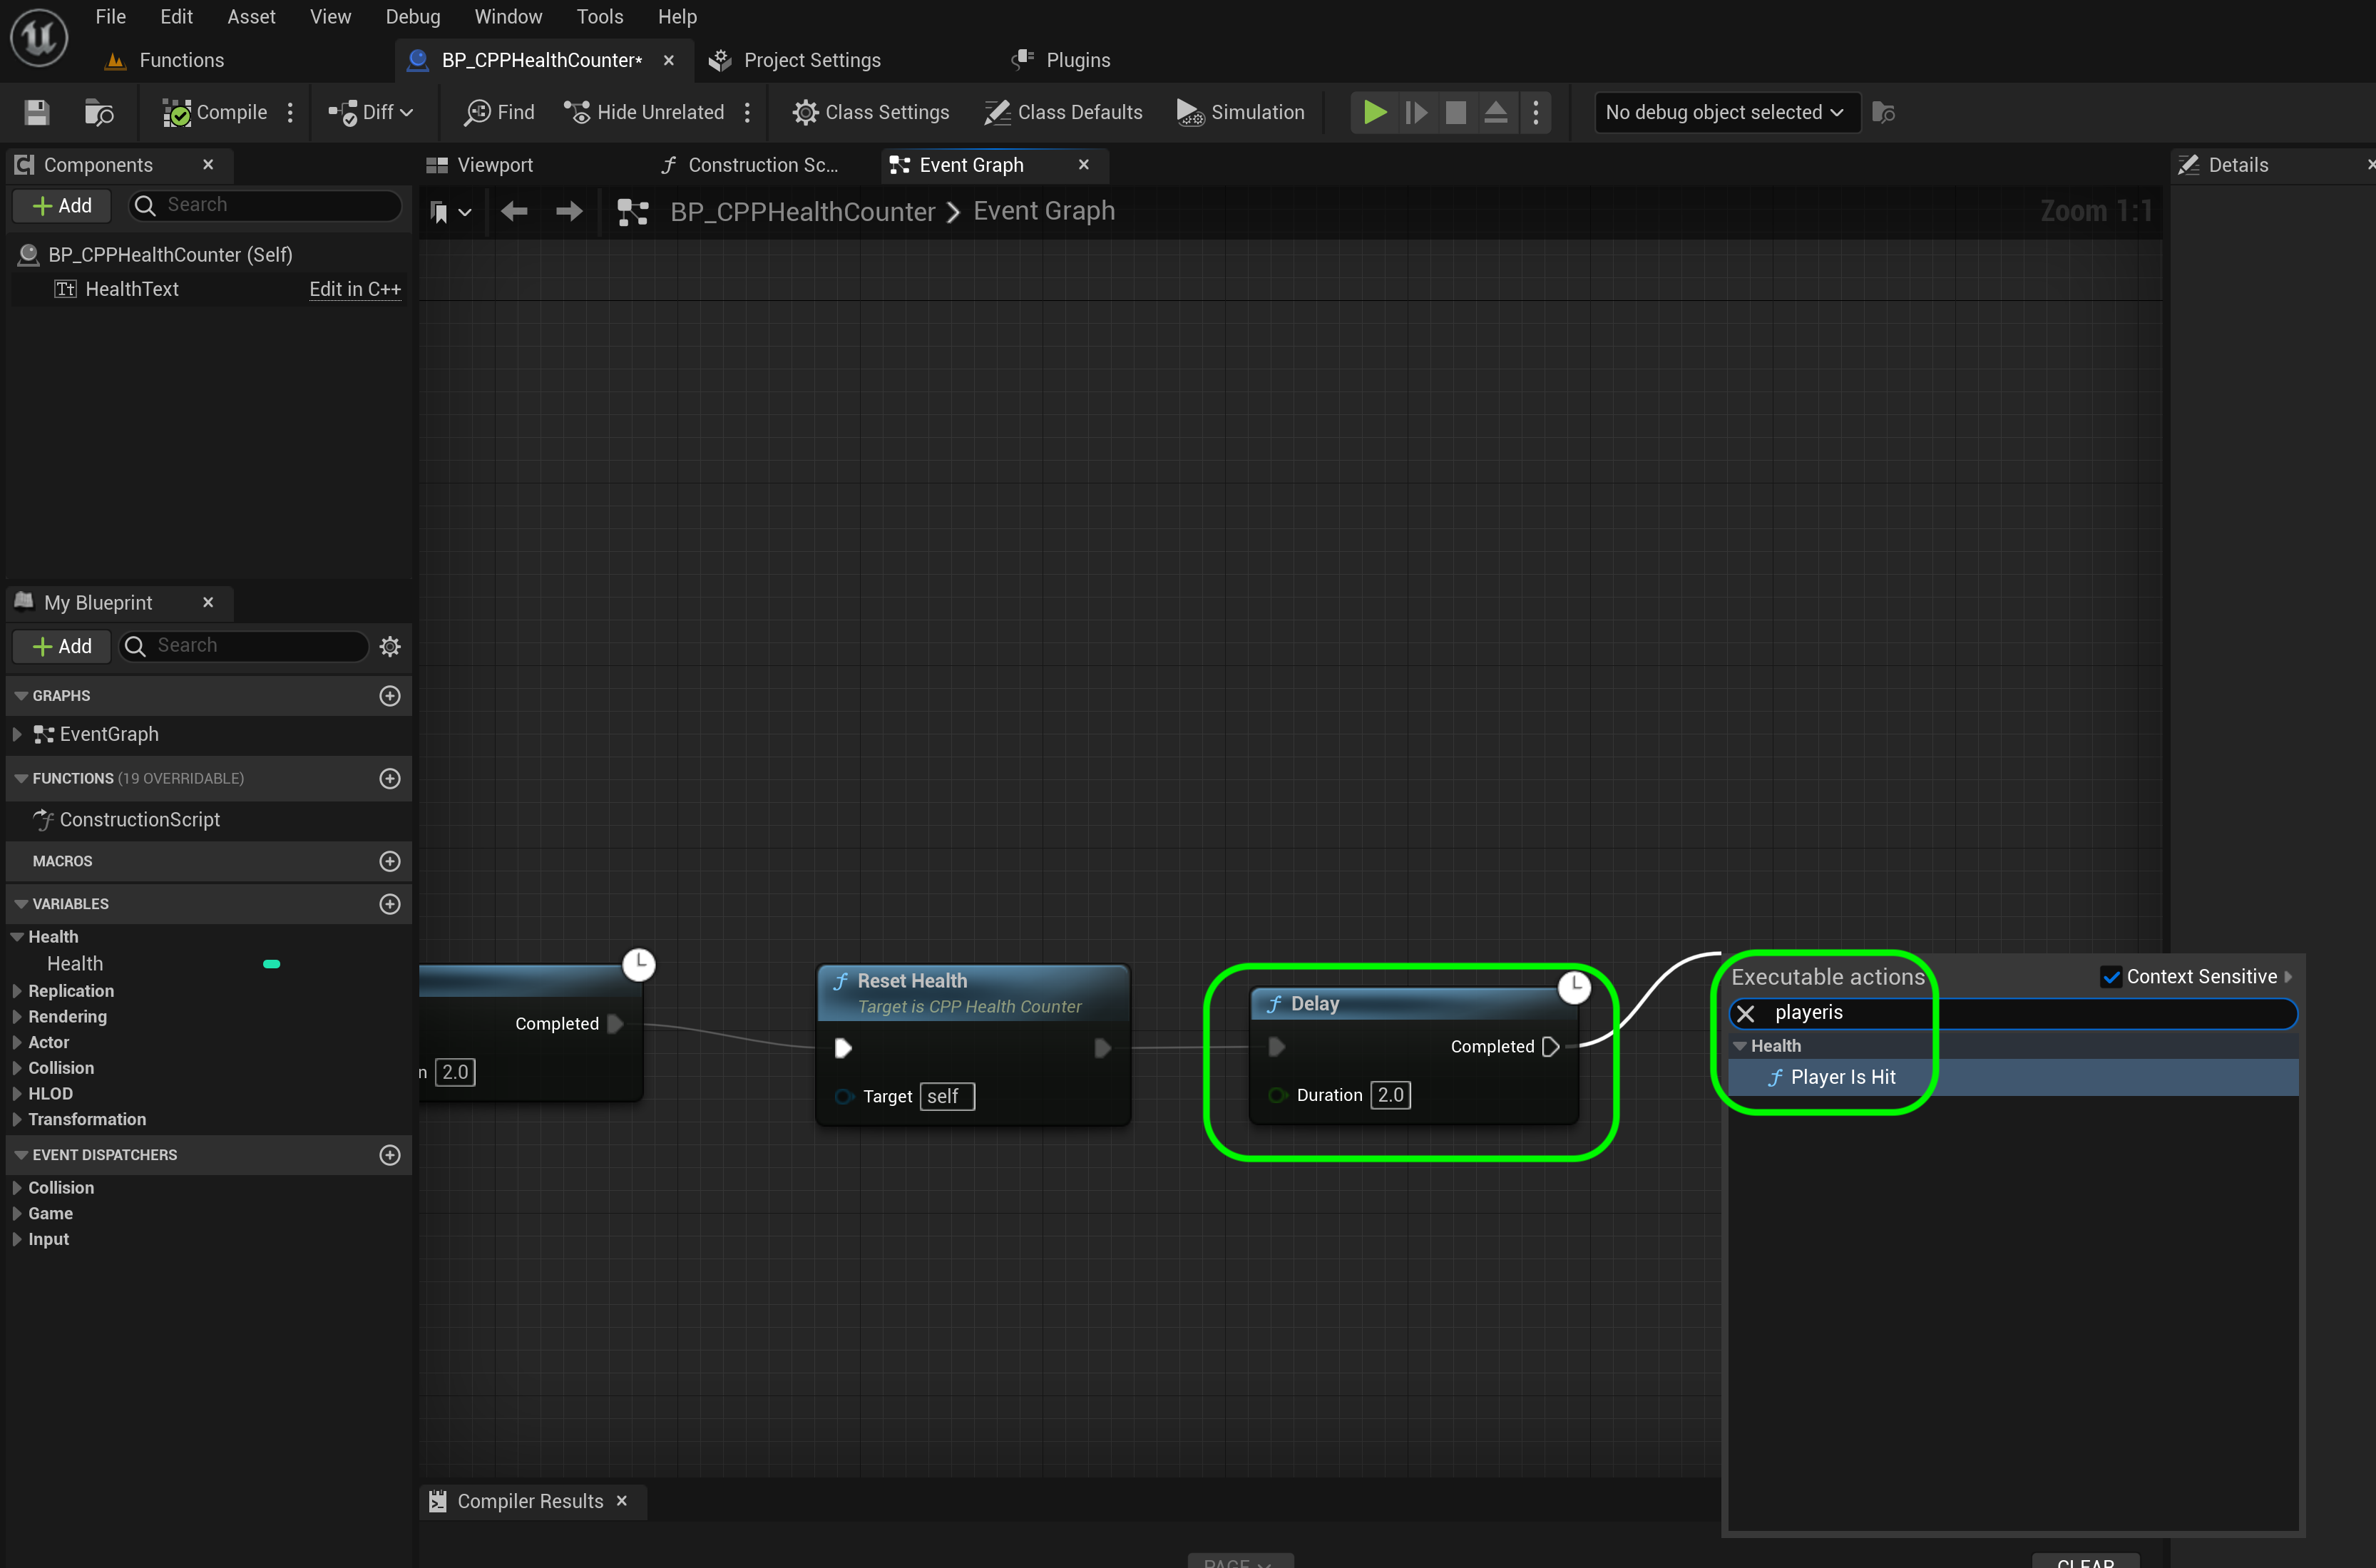 File Edit Asset View Debug Window Tools Help
Functions BP_CPPHealthCounter* Project Settings Plugins
Compile Diff Find Hide Unrelated Class Settings Class Defaults Simulation No debug object selected
Components Viewport Construction Sc... Event Graph Details
Add Search
BP_CPPHealthCounter > Event Graph Zoom 1:1
BP_CPPHealthCounter (Self)
HealthText Edit in C++
My Blueprint
Add Search
GRAPHS
EventGraph
FUNCTIONS (19 OVERRIDABLE)
ConstructionScript
MACROS
VARIABLES
Health
Health
Replication
Rendering
Actor
Collision
HLOD
Transformation
EVENT DISPATCHERS
Collision
Game
Input
Completed
n 2.0
Reset Health
Target is CPP Health Counter
Target self
Delay
Completed
Duration 2.0
Executable actions Context Sensitive
playeris
Health
Player Is Hit
Compiler Results
PAGE CLEAR